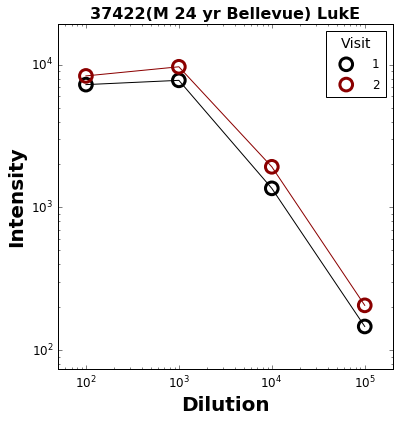 37422(M 24 yr Bellevue) LukE
Visit
1
2
Intensity
10⁴
10³
10²
10² 10³ 10⁴ 10⁵
Dilution